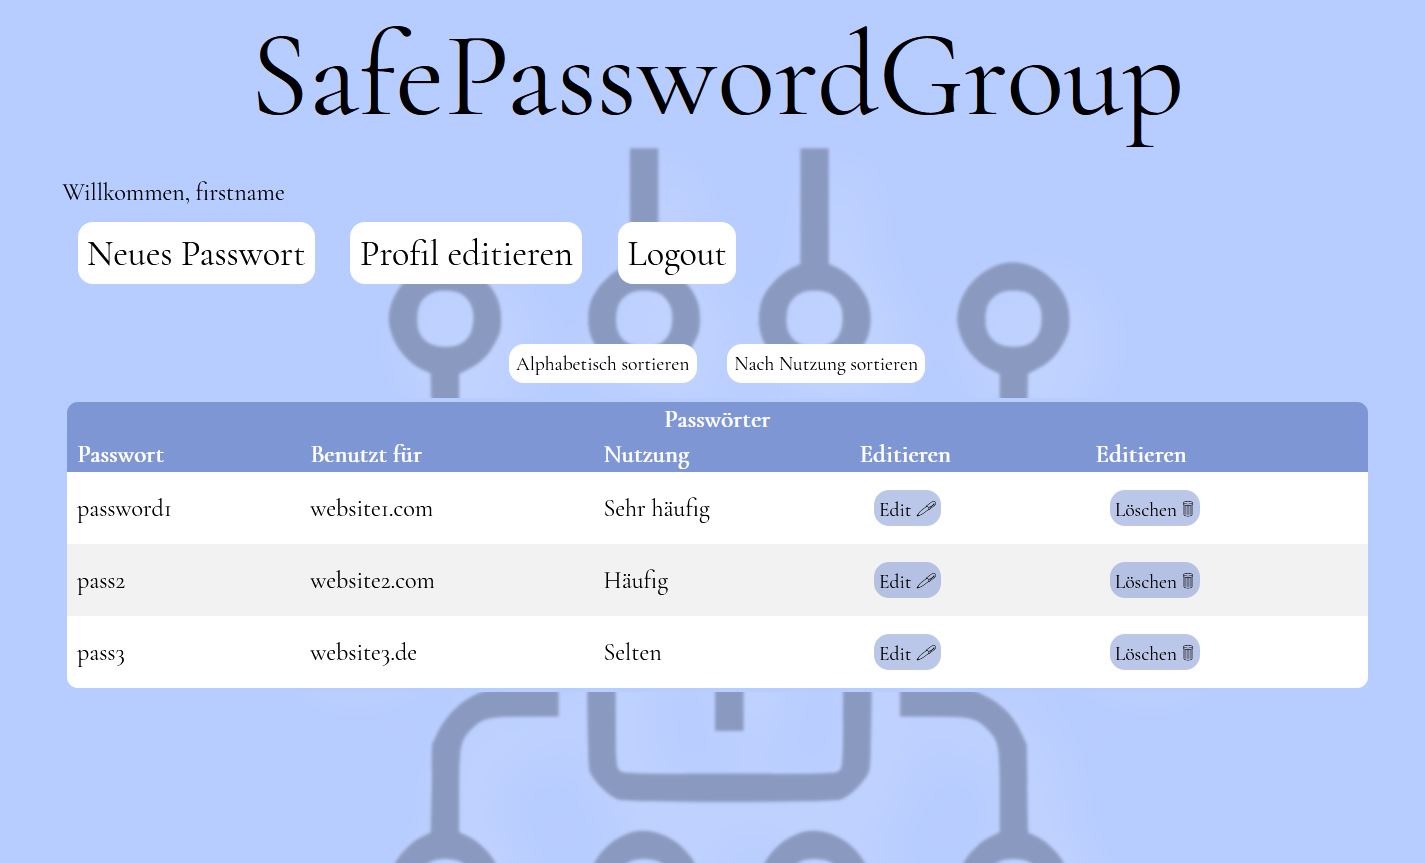 SafePasswordGroup
Willkommen, firstname
Neues Passwort Profil editieren Logout
Alphabetisch sortieren Nach Nutzung sortieren
Passwörter
Passwort Benutzt für Nutzung Editieren Editieren
password1 website1.com Sehr häufig Edit Löschen
pass2 website2.com Häufig Edit Löschen
pass3 website3.de Selten Edit Löschen